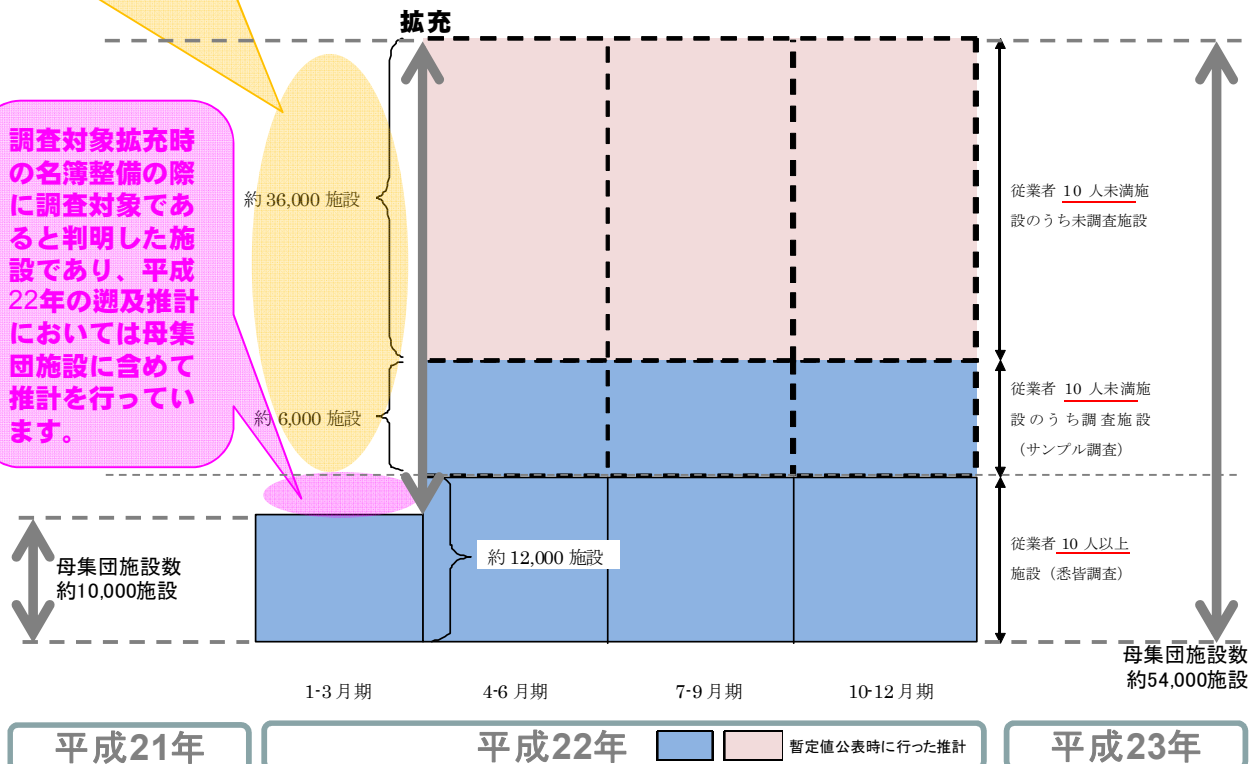 拡充
調査対象拡充時
の名簿整備の際
に調査対象であ
ると判明した施
設であり、平成
22年の遡及推計
においては母集
団施設に含めて
推計を行ってい
ます。
約 36,000 施設
約 6,000 施設
約 12,000 施設
従業者 10 人未満施
設のうち未調査施設
従業者 10 人未満施
設のうち調査施設
（サンプル調査）
従業者 10 人以上
施設（悉皆調査）
母集団施設数
約10,000施設
母集団施設数
約54,000施設
1-3 月期
4-6 月期
7-9 月期
10-12 月期
平成21年
平成22年
暫定値公表時に行った推計
平成23年